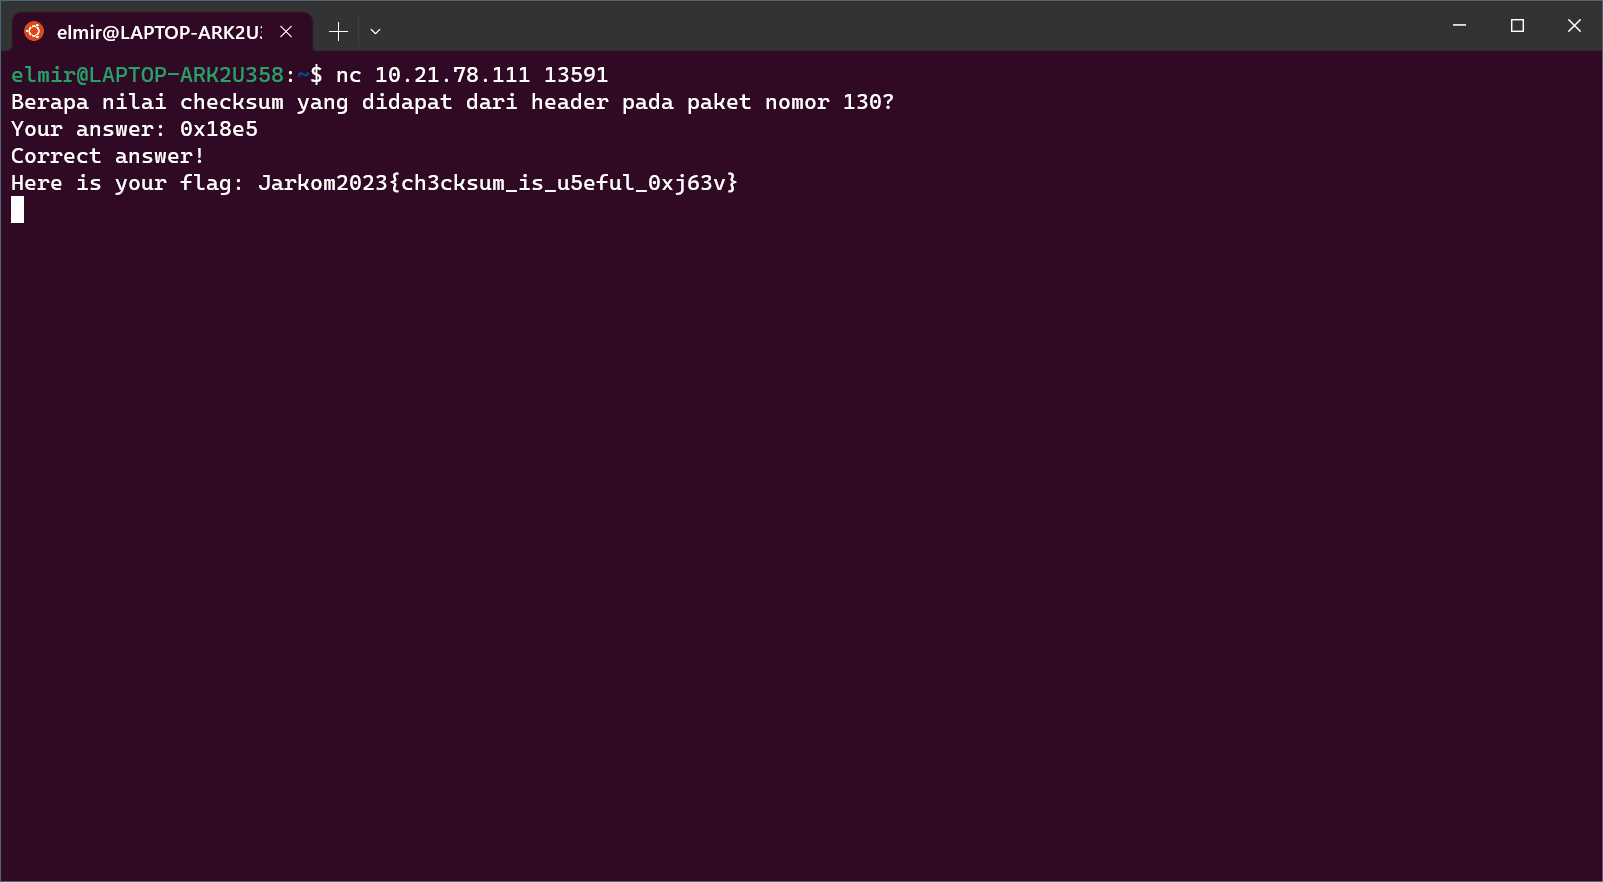 elmir@LAPTOP-ARK2U3
elmir@LAPTOP-ARK2U358:~$ nc 10.21.78.111 13591
Berapa nilai checksum yang didapat dari header pada paket nomor 130?
Your answer: 0x18e5
Correct answer!
Here is your flag: Jarkom2023{ch3cksum_is_u5eful_0xj63v}